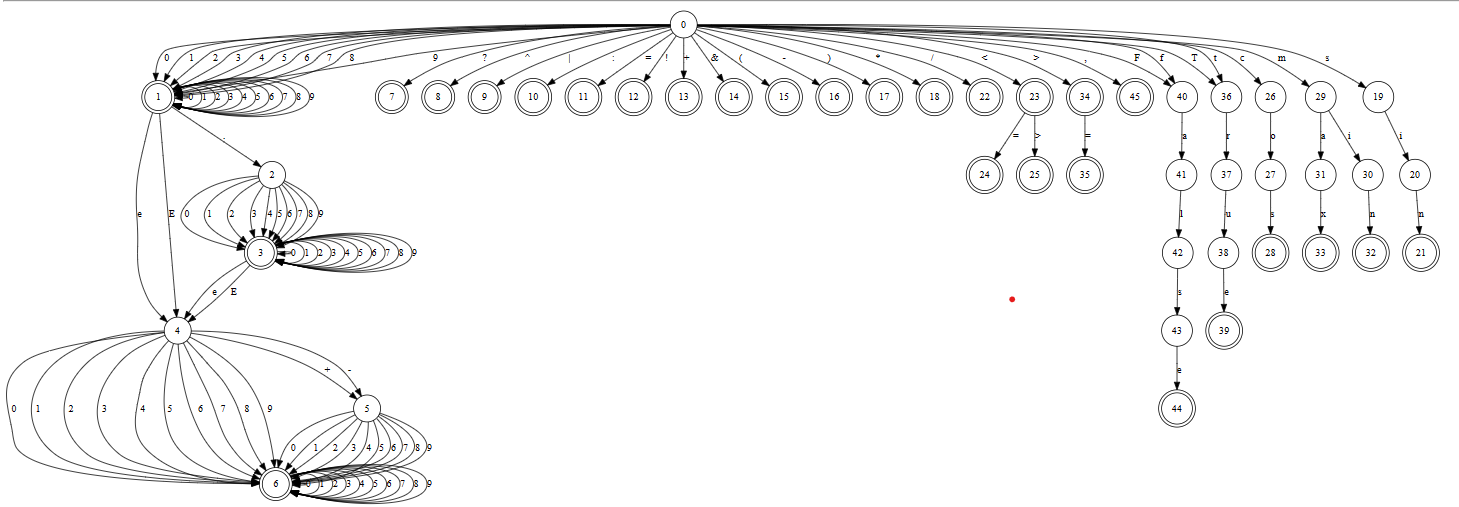 0
0 1 2 3 4 5 6 7 8 9 ? ^ | : = ! + & ( - ) * / < > , F f T t c m s
1 0 1 2 3 4 5 6 7 8 9 7 8 9 10 11 12 13 14 15 16 17 18 22 23 34 45 40 36 26 29 19
. = > = a r o a i i
2 24 25 35 41 37 27 31 30 20
e E 0 1 2 3 4 5 6 7 8 9 l u s x n n
3 0 1 2 3 4 5 6 7 8 9 42 38 28 33 32 21
e E s e
4 43 39
+ - e
0 1 2 3 4 5 6 7 8 9 5 44
0 1 2 3 4 5 6 7 8 9
6 0 1 2 3 4 5 6 7 8 9